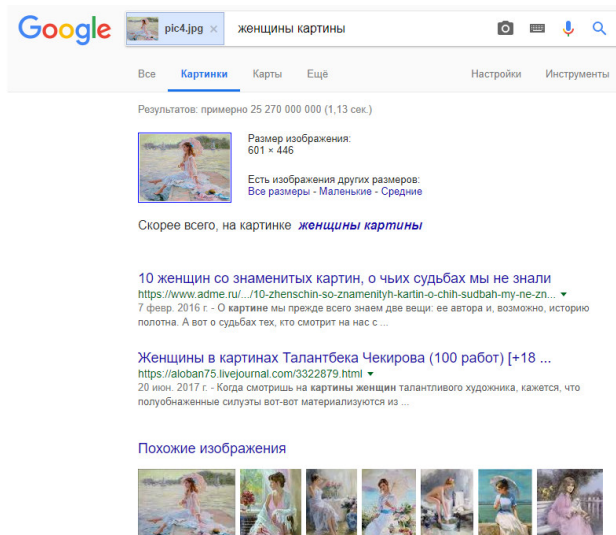 Google pic4.jpg × женщины картины
Все Картинки Карты Ещё Настройки Инструменты
Результатов: примерно 25 270 000 000 (1,13 сек.)
Размер изображения:
601 × 446
Есть изображения других размеров:
Все размеры - Маленькие - Средние
Скорее всего, на картинке женщины картины
10 женщин со знаменитых картин, о чьих судьбах мы не знали
https://www.adme.ru/.../10-zhenschin-so-znamenityh-kartin-o-chih-sudbah-my-ne-zn...
7 февр. 2016 г. - О картине мы прежде всего знаем две вещи: ее автора и, возможно, историю
полотна. А вот о судьбах тех, кто смотрит на нас с ...
Женщины в картинах Талантбека Чекирова (100 работ) [+18 ...
https://aloban75.livejournal.com/3322879.html
20 июн. 2017 г. - Когда смотришь на картины женщин талантливого художника, кажется, что
полуобнаженные силуэты вот-вот материализуются из ...
Похожие изображения